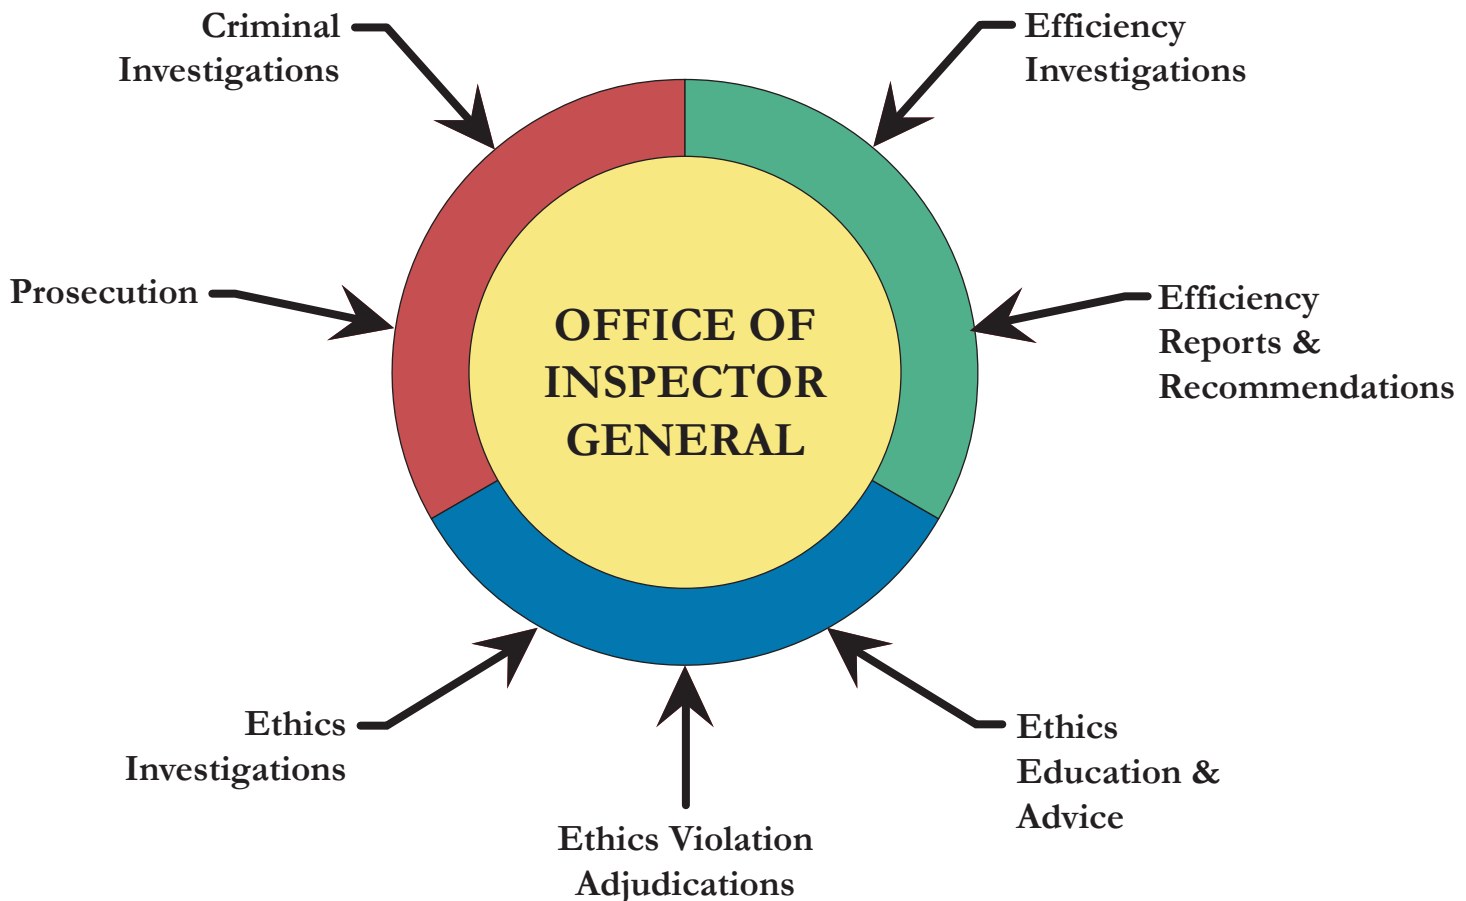 Criminal
Investigations
Efficiency
Investigations
Prosecution
Efficiency
Reports &
Recommendations
OFFICE OF
INSPECTOR
GENERAL
Ethics
Investigations
Ethics Violation
Adjudications
Ethics
Education &
Advice